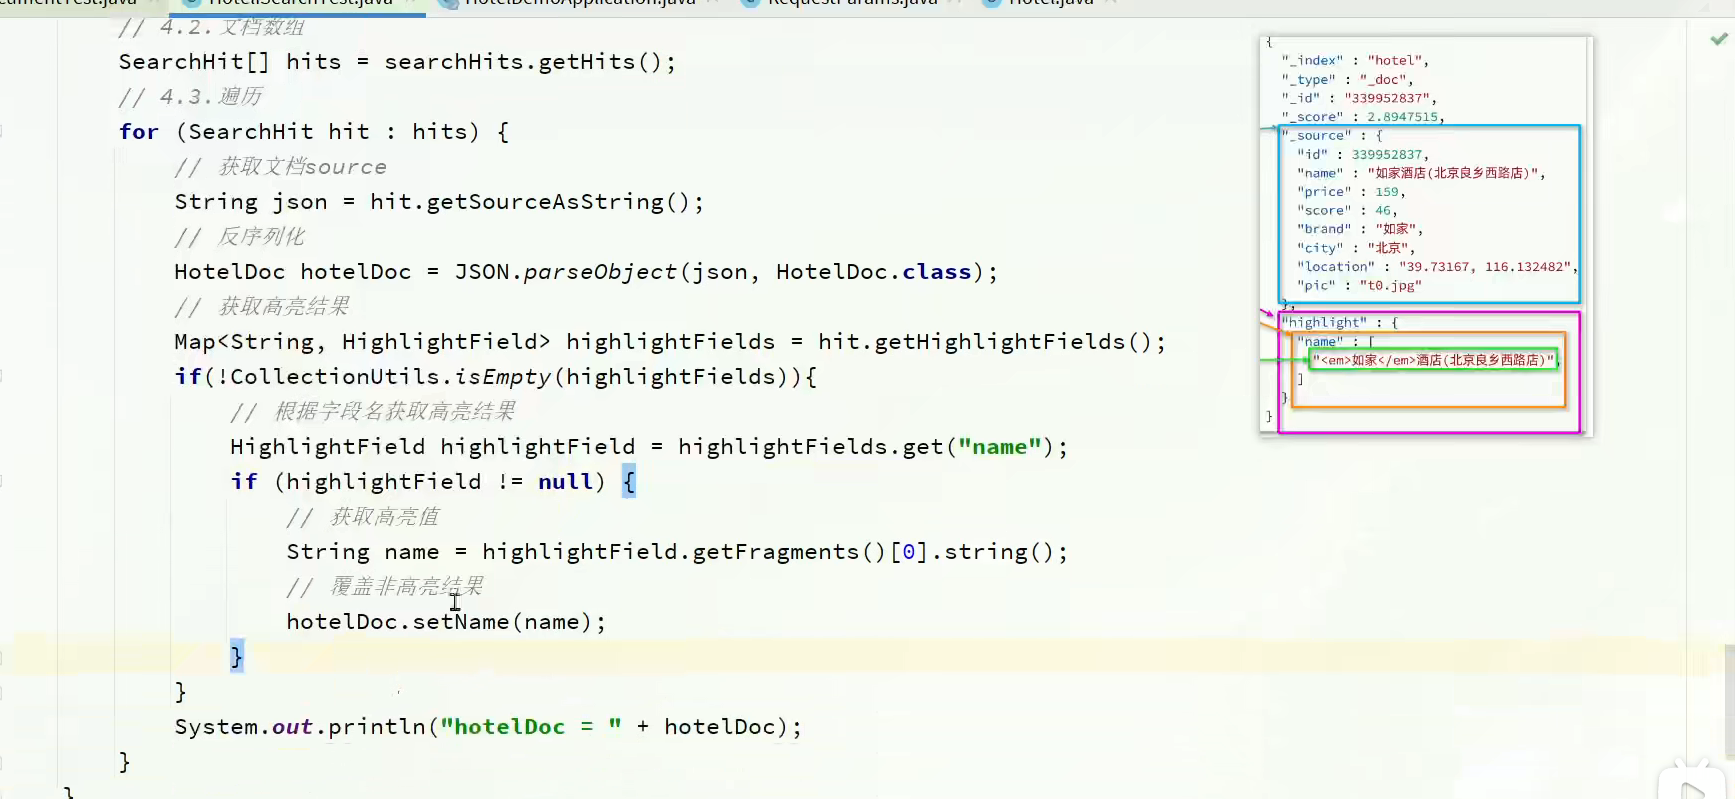 HotelSearchTest.java
HotelDemoApplication.java
RequestParams.java
Hotel.java
// 4.2.文档数组
SearchHit[] hits = searchHits.getHits();
// 4.3.遍历
for (SearchHit hit : hits) {
// 获取文档source
String json = hit.getSourceAsString();
// 反序列化
HotelDoc hotelDoc = JSON.parseObject(json, HotelDoc.class);
// 获取高亮结果
Map<String, HighlightField> highlightFields = hit.getHighlightFields();
if(!CollectionUtils.isEmpty(highlightFields)){
// 根据字段名获取高亮结果
HighlightField highlightField = highlightFields.get("name");
if (highlightField != null) {
// 获取高亮值
String name = highlightField.getFragments()[0].string();
// 覆盖非高亮结果
hotelDoc.setName(name);
}
}
System.out.println("hotelDoc = " + hotelDoc);
}
}
{
"_index" : "hotel",
"_type" : "_doc",
"_id" : "339952837",
"_score" : 2.8947515,
"_source" : {
"id" : 339952837,
"name" : "如家酒店(北京良乡西路店)",
"price" : 159,
"score" : 46,
"brand" : "如家",
"city" : "北京",
"location" : "39.73167, 116.132482",
"pic" : "t0.jpg"
},
"highlight" : {
"name" : [
"<em>如家</em>酒店(北京良乡西路店)",
]
}
}